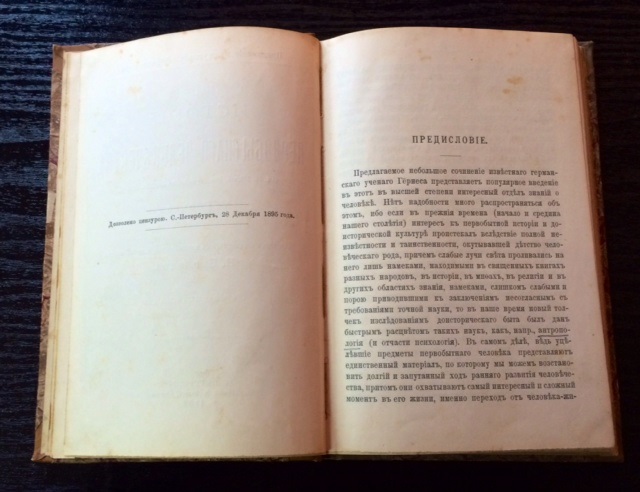 Дозволено цензурою. С.-Петербургъ, 28 Декабря 1895 года.
ПРЕДИСЛОВІЕ.
Предлагаемое небольшое сочиненіе извѣстнаго герман-
скаго ученаго Гёрнеса представляетъ популярное введеніе
въ этотъ въ высшей степени интересный отдѣлъ знаній о
человѣкѣ. Нѣтъ надобности много распространяться объ
этомъ, ибо если въ прежнія времена (начало и средина
нашего столѣтія) интересъ къ первобытной исторіи и до-
исторической культурѣ проистекалъ вслѣдствіе полной не-
извѣстности и таинственности, окутывавшей дѣтство чело-
вѣческаго рода, причемъ слабые лучи свѣта проливались на
него лишь намеками, находимыми въ священныхъ книгахъ
разныхъ народовъ, въ исторіи, въ миѳахъ, въ религіи и въ
другихъ областяхъ знанія, намеками, слишкомъ слабыми и
порою приводившими къ заключеніямъ несогласнымъ съ
требованіями точной науки, то въ наше время новый тол-
чекъ изслѣдованіямъ доисторическаго быта былъ данъ
быстрымъ расцвѣтомъ такихъ наукъ, какъ, напр., антропо-
логія (и отчасти психологія). Въ самомъ дѣлѣ, вѣдь уцѣ-
лѣвшіе предметы первобытнаго человѣка представляютъ
единственный матеріалъ, по которому мы можемъ возстано-
вить долгій и запутанный ходъ ранняго развитія человѣче-
ства, притомъ они охватываютъ самый интересный и сложный
моментъ въ его жизни, именно переходъ отъ человѣка-жи-